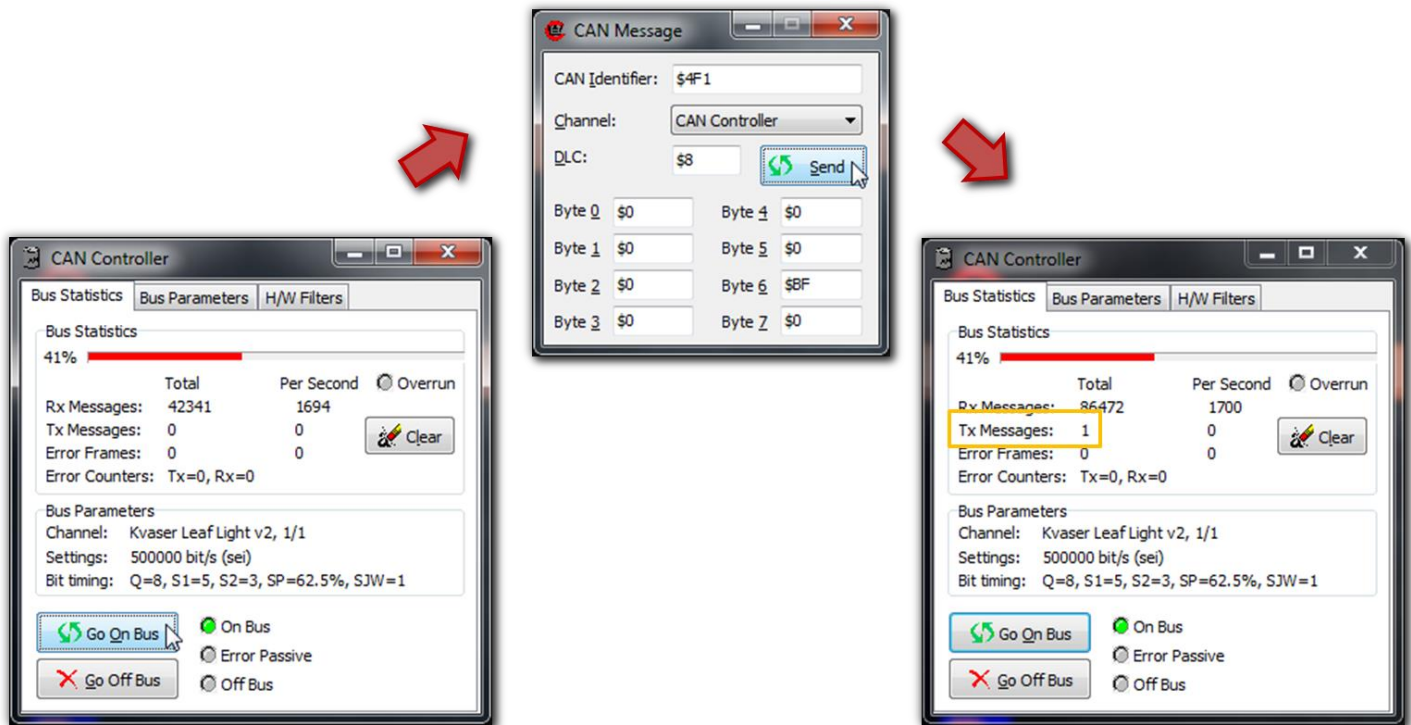 CAN Message
CAN Identifier: $4F1
Channel: CAN Controller
DLC: $8 Send
Byte 0 $0 Byte 4 $0
Byte 1 $0 Byte 5 $0
Byte 2 $0 Byte 6 $BF
Byte 3 $0 Byte 7 $0
CAN Controller
Bus Statistics Bus Parameters H/W Filters
Bus Statistics
41%
Total Per Second Overrun
Rx Messages: 42341 1694
Tx Messages: 0 0 Clear
Error Frames: 0 0
Error Counters: Tx=0, Rx=0
Bus Parameters
Channel: Kvaser Leaf Light v2, 1/1
Settings: 500000 bit/s (sei)
Bit timing: Q=8, S1=5, S2=3, SP=62.5%, SJW=1
Go On Bus On Bus
Error Passive
Go Off Bus Off Bus
CAN Controller
Bus Statistics Bus Parameters H/W Filters
Bus Statistics
41%
Total Per Second Overrun
Rx Messages: 86472 1700
Tx Messages: 1 0 Clear
Error Frames: 0 0
Error Counters: Tx=0, Rx=0
Bus Parameters
Channel: Kvaser Leaf Light v2, 1/1
Settings: 500000 bit/s (sei)
Bit timing: Q=8, S1=5, S2=3, SP=62.5%, SJW=1
Go On Bus On Bus
Error Passive
Go Off Bus Off Bus